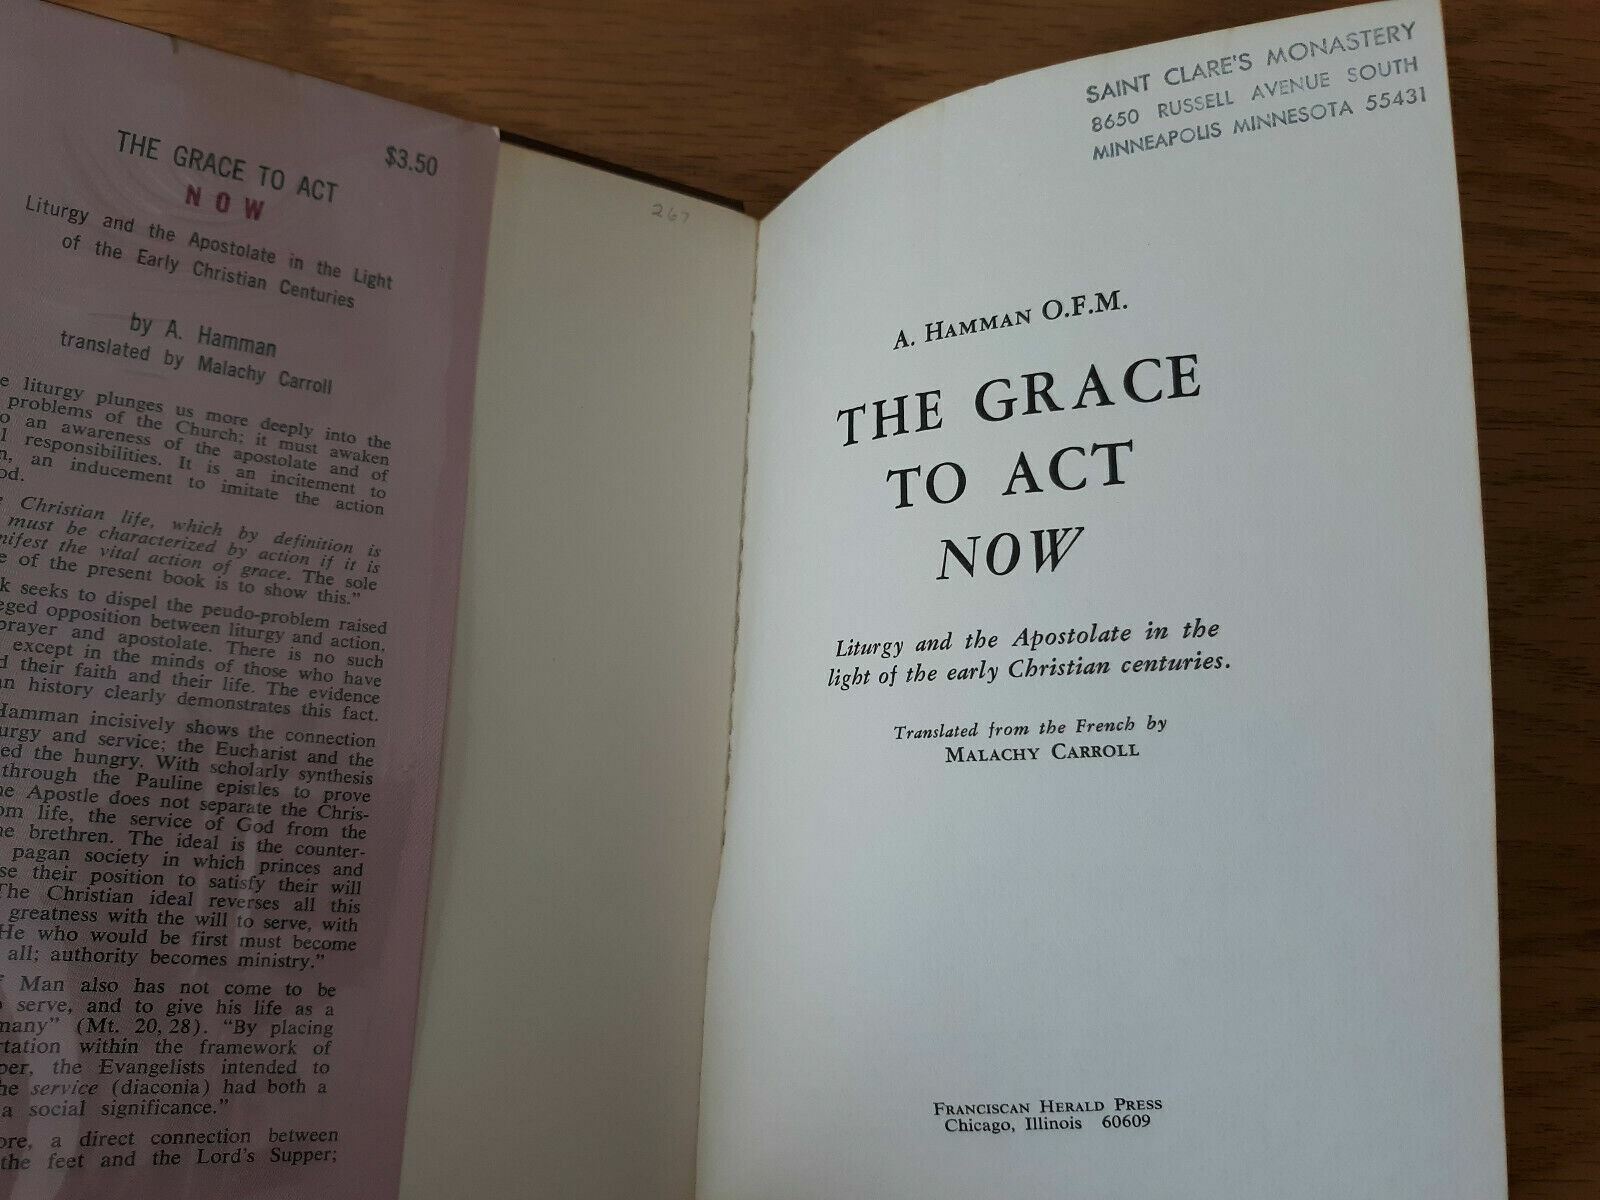 THE GRACE TO ACT
$3.50
NOW
Liturgy and the Apostolate in the Light
of the Early Christian Centuries
by A. Hamman
translated by Malachy Carroll
liturgy plunges us more deeply into the
problems of the Church; it must awaken
an awareness of the apostolate and of
responsibilities. It is an incitement to
an inducement to imitate the action
Christian life, which by definition is
must be characterized by action if it is
the vital action of grace. The sole
of the present book is to show this."
seeks to dispel the peudo-problem raised
opposition between liturgy and action,
prayer and apostolate. There is no such
except in the minds of those who have
their faith and their life. The evidence
history clearly demonstrates this fact.
Hamman incisively shows the connection
and service; the Eucharist and the
the hungry. With scholarly synthesis
through the Pauline epistles to prove
Apostle does not separate the Chris-
life, the service of God from the
brethren. The ideal is the counter-
pagan society in which princes and
their position to satisfy their will
The Christian ideal reverses all this
greatness with the will to serve, with
He who would be first must become
all; authority becomes ministry."
Man also has not come to be
serve, and to give his life as a
many" (Mt. 20, 28). "By placing
within the framework of
the Evangelists intended to
service (diaconia) had both a
a social significance."
a direct connection between
the feet and the Lord's Supper;
267
SAINT CLARE'S MONASTERY
8650 RUSSELL AVENUE SOUTH
MINNEAPOLIS MINNESOTA 55431
A. HAMMAN O.F.M.
THE GRACE
TO ACT
NOW
Liturgy and the Apostolate in the
light of the early Christian centuries.
Translated from the French by
MALACHY CARROLL
FRANCISCAN HERALD PRESS
Chicago, Illinois 60609